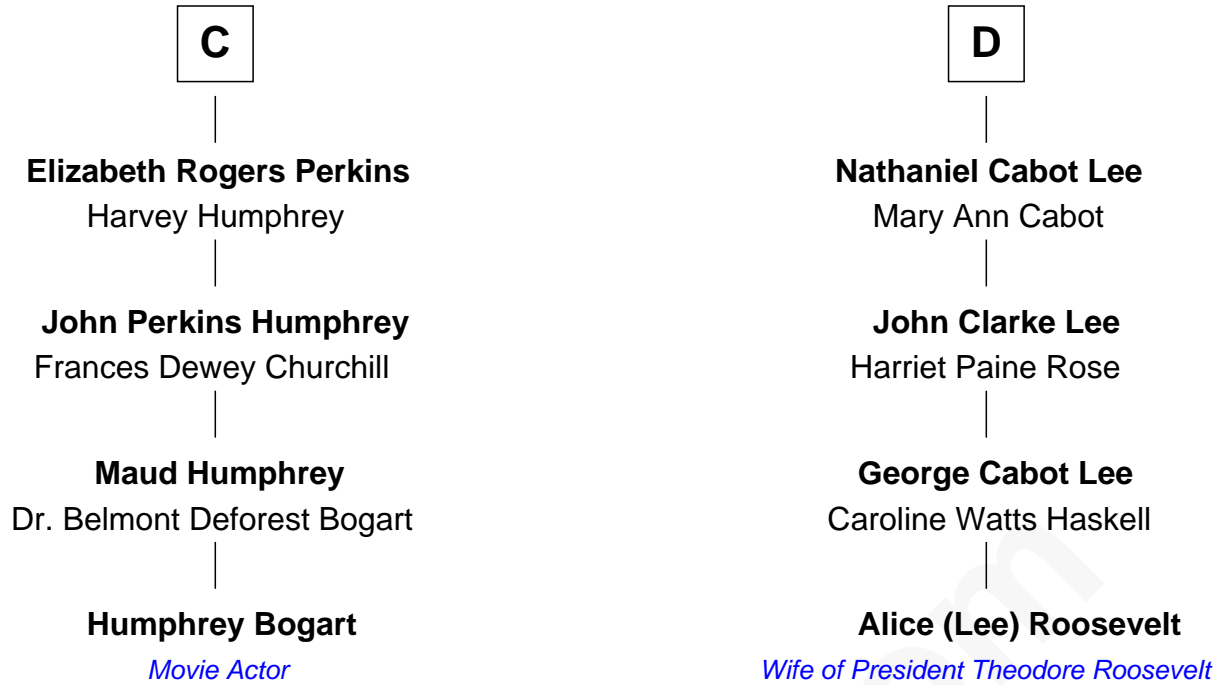 C
Elizabeth Rogers Perkins
Harvey Humphrey
John Perkins Humphrey
Frances Dewey Churchill
Maud Humphrey
Dr. Belmont Deforest Bogart
Humphrey Bogart
Movie Actor
D
Nathaniel Cabot Lee
Mary Ann Cabot
John Clarke Lee
Harriet Paine Rose
George Cabot Lee
Caroline Watts Haskell
Alice (Lee) Roosevelt
Wife of President Theodore Roosevelt